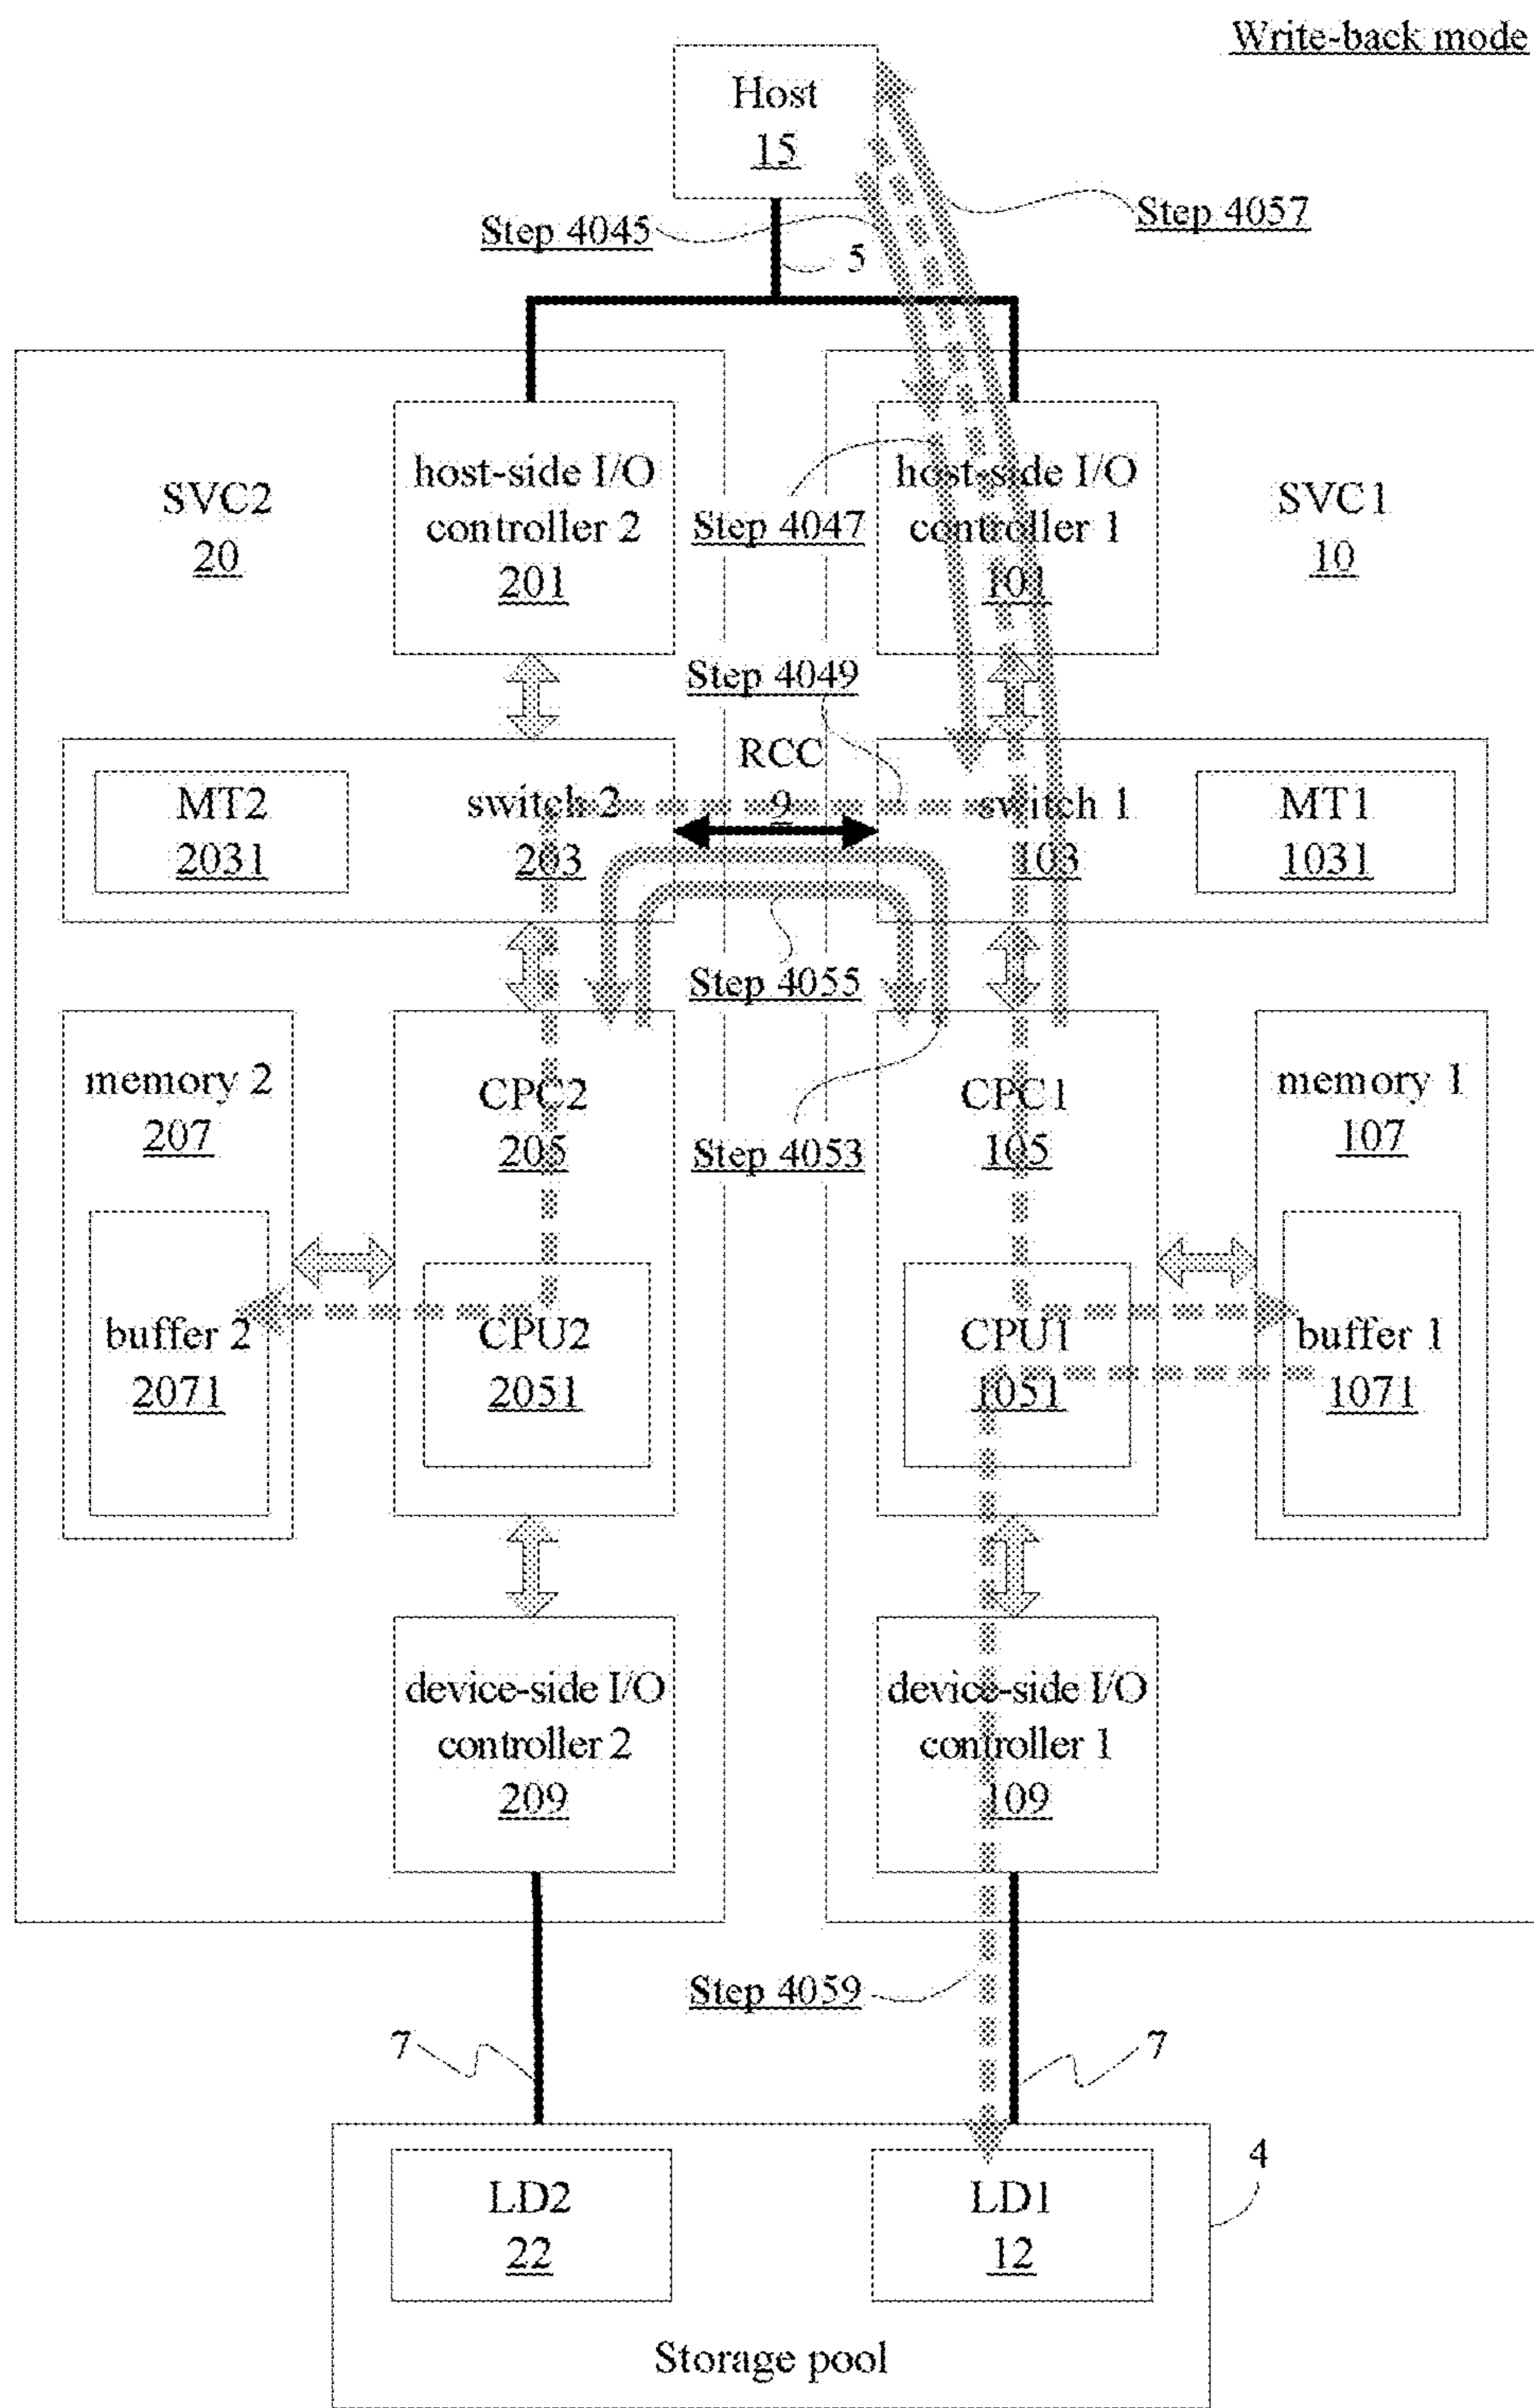 Write-back mode
Host
15
Step 4045
Step 4057
5
SVC2
20
host-side I/O
controller 2
201
Step 4047
host-side I/O
controller 1
101
SVC1
10
Step 4049
RCC
9
MT2
2031
switch 2
203
switch 1
103
MT1
1031
Step 4055
memory 2
207
CPC2
205
Step 4053
CPC1
105
memory 1
107
buffer 2
2071
CPU2
2051
CPU1
1051
buffer 1
1071
device-side I/O
controller 2
209
device-side I/O
controller 1
109
Step 4059
7
7
4
LD2
22
LD1
12
Storage pool